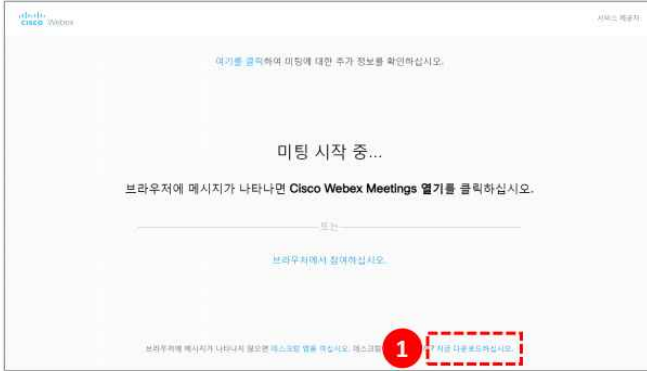 cisco Webex
서비스 제공자:
여기를 클릭하여 미팅에 대한 추가 정보를 확인하십시오.
미팅 시작 중...
브라우저에 메시지가 나타나면 Cisco Webex Meetings 열기를 클릭하십시오.
또는
브라우저에서 참여하십시오.
브라우저에 메시지가 나타나지 않으면 데스크탑 앱를 여십시오. 데스크탑 1 ? 지금 다운로드하십시오.